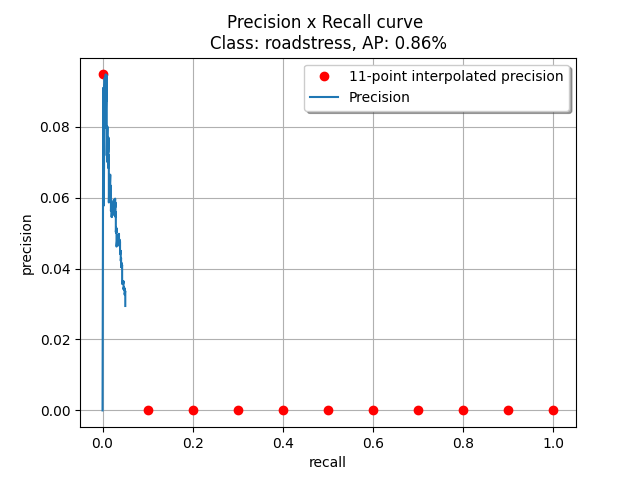 Precision x Recall curve
Class: roadstress, AP: 0.86%
11-point interpolated precision
Precision
precision
0.08
0.06
0.04
0.02
0.00
0.0 0.2 0.4 0.6 0.8 1.0
recall